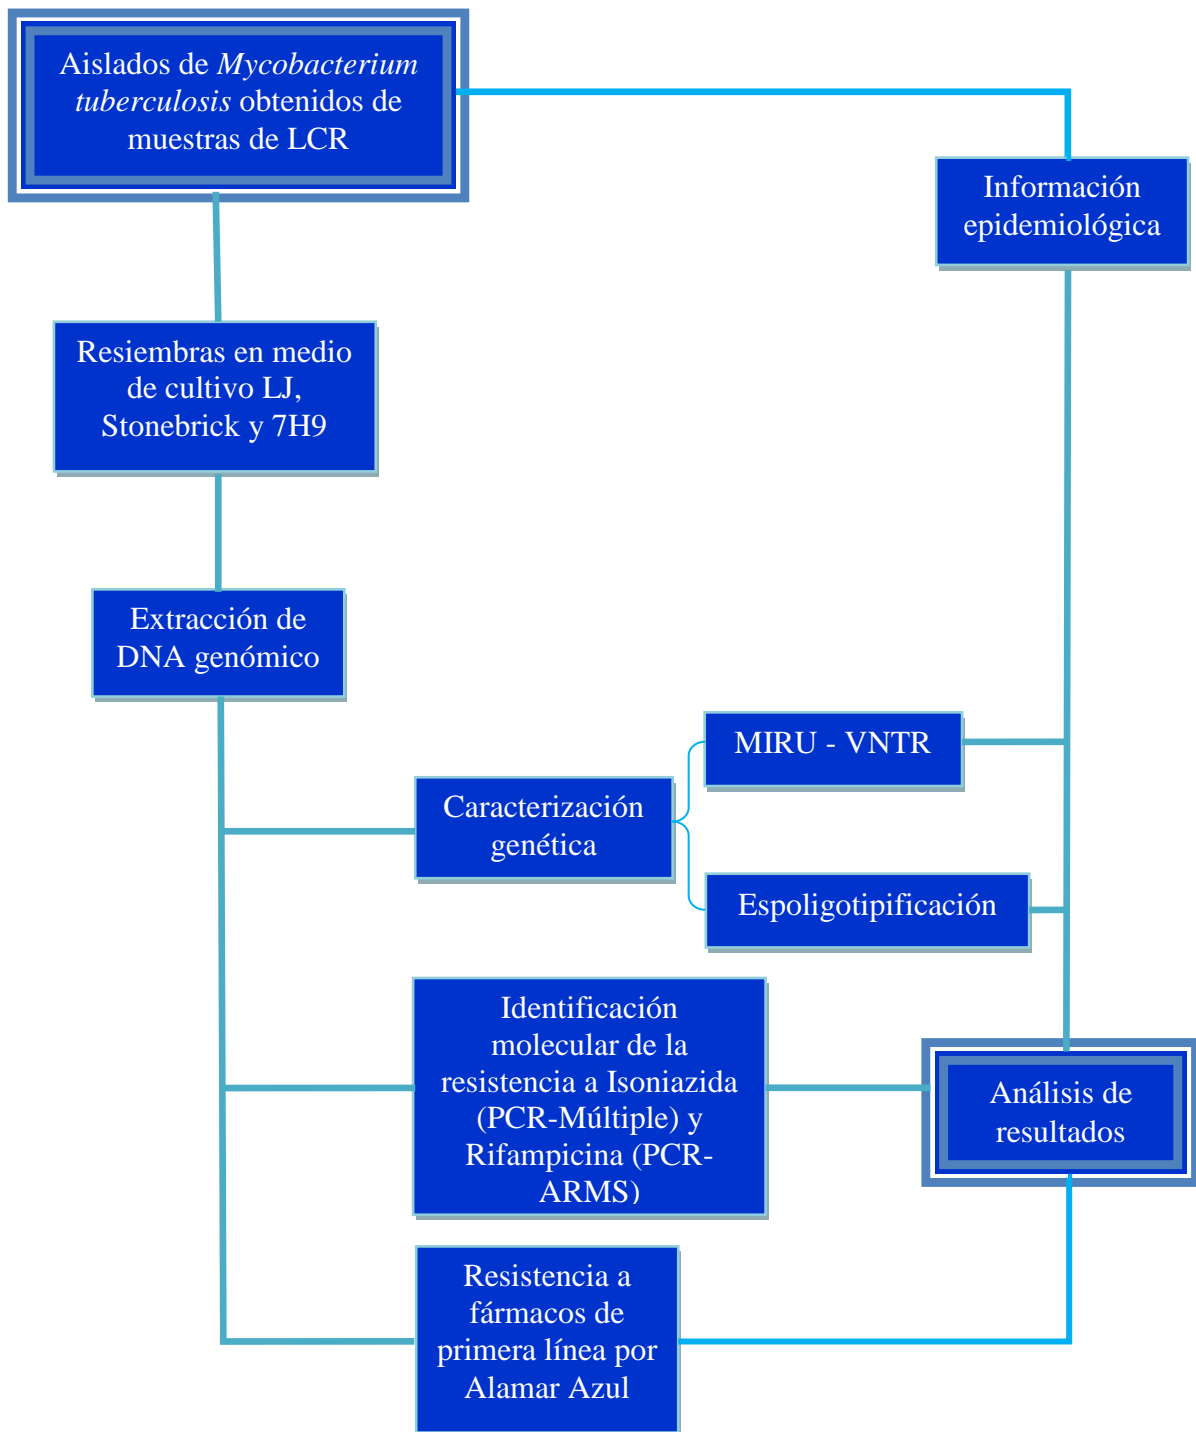 Aislados de Mycobacterium
tuberculosis obtenidos de
muestras de LCR
Información
epidemiológica
Resiembras en medio
de cultivo LJ,
Stonebrick y 7H9
Extracción de
DNA genómico
MIRU - VNTR
Caracterización
genética
Espoligotipificación
Identificación
molecular de la
resistencia a Isoniazida
(PCR-Múltiple) y
Rifampicina (PCR-
ARMS)
Análisis de
resultados
Resistencia a
fármacos de
primera línea por
Alamar Azul